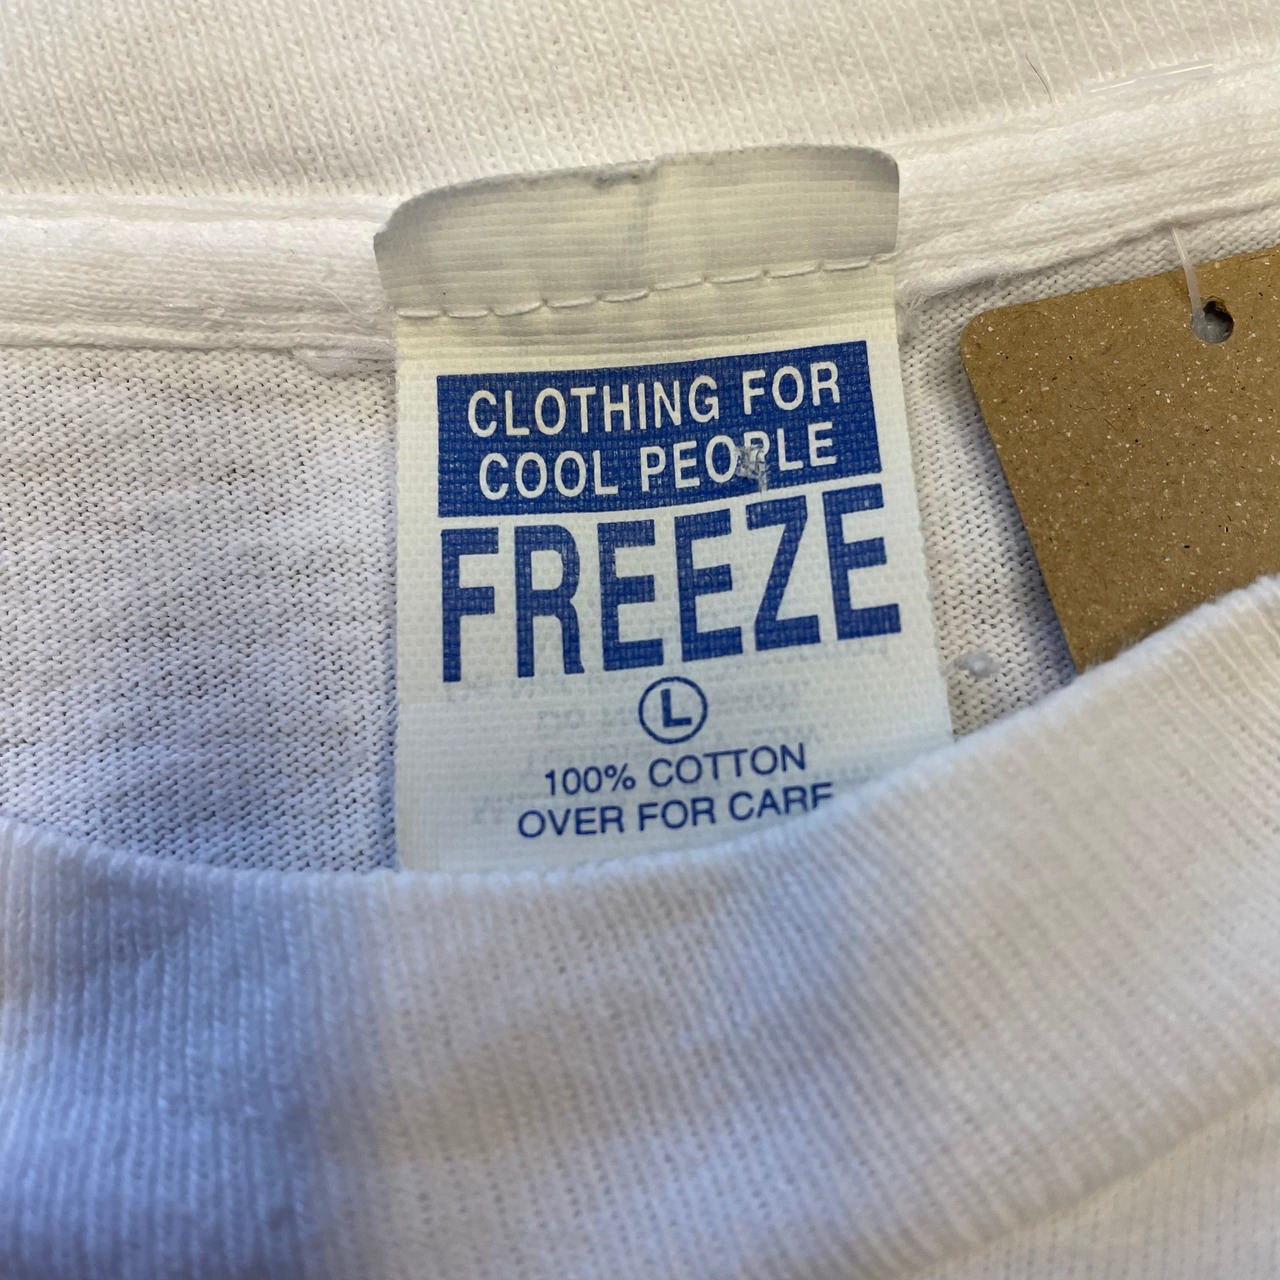 CLOTHING FOR
COOL PEOPLE
FREEZE
L
100% COTTON
OVER FOR CARE